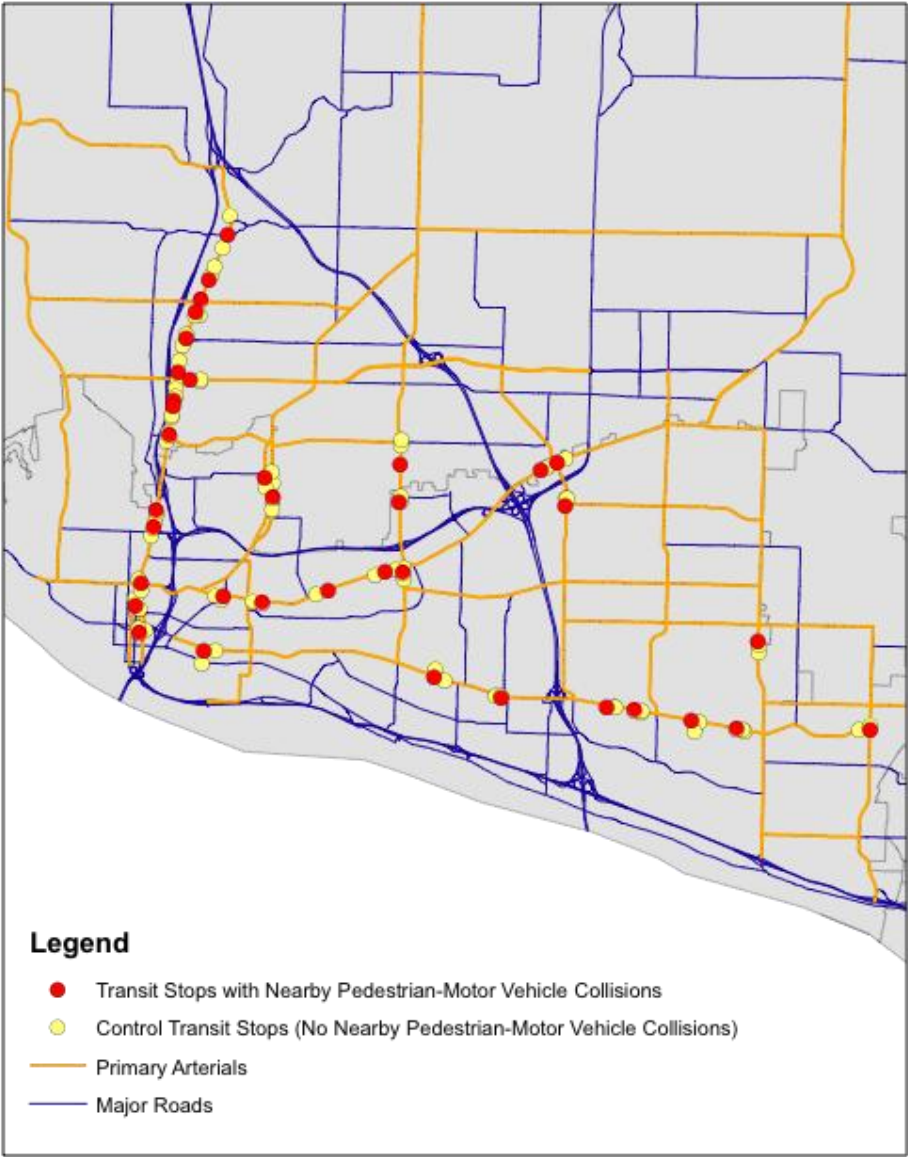 Legend
Transit Stops with Nearby Pedestrian-Motor Vehicle Collisions
Control Transit Stops (No Nearby Pedestrian-Motor Vehicle Collisions)
Primary Arterials
Major Roads